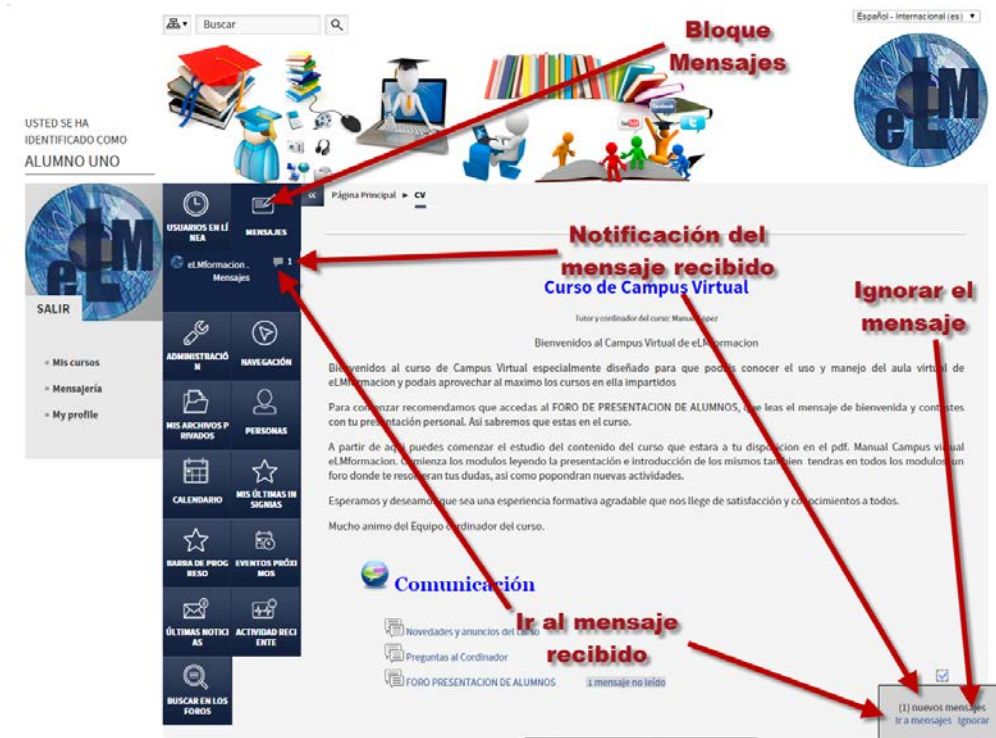 Buscar
Español - Internacional (es)
Bloque
Mensajes
YouTube
facebook
eLM
USTED SE HA
IDENTIFICADO COMO
ALUMNO UNO
eLM
SALIR
Mis cursos
Mensajería
My profile
USUARIOS EN LÍ
NEA
MENSAJES
eLMformacion .
Mensajes
1
ADMINISTRACIÓ
N
NAVEGACIÓN
MIS ARCHIVOS P
RIVADOS
PERSONAS
CALENDARIO
MIS ÚLTIMAS IN
SIGNIAS
BARRA DE PROG
RESO
EVENTOS PRÓXI
MOS
ÚLTIMAS NOTICI
AS
ACTIVIDAD RECI
ENTE
BUSCAR EN LOS
FOROS
« Página Principal ► CV
Notificación del
mensaje recibido
Ignorar el
mensaje
Curso de Campus Virtual
Tutor y cordinador del curso: Manuel Lopez
Bienvenidos al Campus Virtual de eLMformacion
Bienvenidos al curso de Campus Virtual especialmente diseñado para que podais conocer el uso y manejo del aula virtual de
eLMformacion y podais aprovechar al maximo los cursos en ella impartidos
Para comenzar recomendamos que accedas al FORO DE PRESENTACION DE ALUMNOS, que leas el mensaje de bienvenida y contestes
con tu presentación personal. Asi sabremos que estas en el curso.
A partir de aqui puedes comenzar el estudio del contenido del curso que estara a tu disposicion en el pdf. Manual Campus virtual
eLMformacion. Comienza los modulos leyendo la presentación e introducción de los mismos tambien tendras en todos los modulos un
foro donde te resolveran tus dudas, asi como popondran nuevas actividades.
Esperamos y deseamos que sea una experiencia formativa agradable que nos llege de satisfacción y conocimientos a todos.
Mucho animo del Equipo cordinador del curso.
Comunicación
Ir al mensaje
recibido
Novedades y anuncios del curso
Preguntas al Cordinador
FORO PRESENTACION DE ALUMNOS 1 mensaje no leído
(1) nuevos mensajes
Ir a mensajes Ignorar